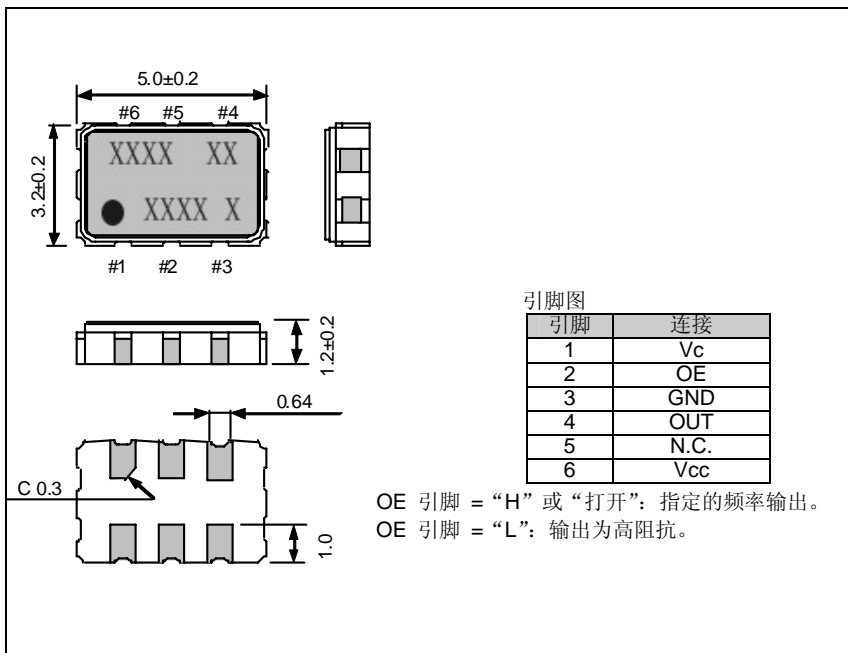 5.0±0.2
#6 #5 #4
3.2±0.2
XXXX XX
XXXX X
#1 #2 #3
1.2±0.2
0.64
C 0.3
1.0
引脚图
引脚 连接
1 Vc
2 OE
3 GND
4 OUT
5 N.C.
6 Vcc
OE 引脚 = “H” 或 “打开”: 指定的频率输出。
OE 引脚 = “L”: 输出为高阻抗。